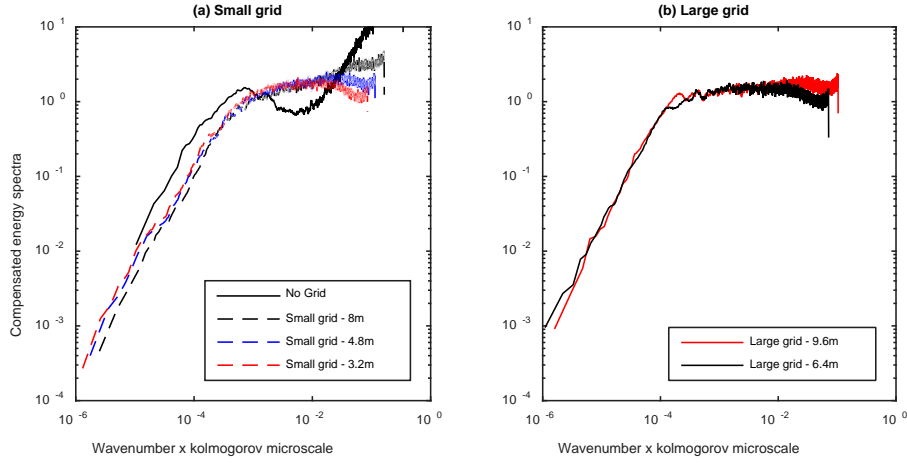 (a) Small grid
10 1
10 0
10 -1
10 -2
10 -3
10 -4
Compensated energy spectra
No Grid
Small grid - 8m
Small grid - 4.8m
Small grid - 3.2m
10 -6
10 -4
10 -2
10 0
Wavenumber x kolmogorov microscale
(b) Large grid
10 1
10 0
10 -1
10 -2
10 -3
10 -4
Large grid - 9.6m
Large grid - 6.4m
10 -6
10 -4
10 -2
10 0
Wavenumber x kolmogorov microscale